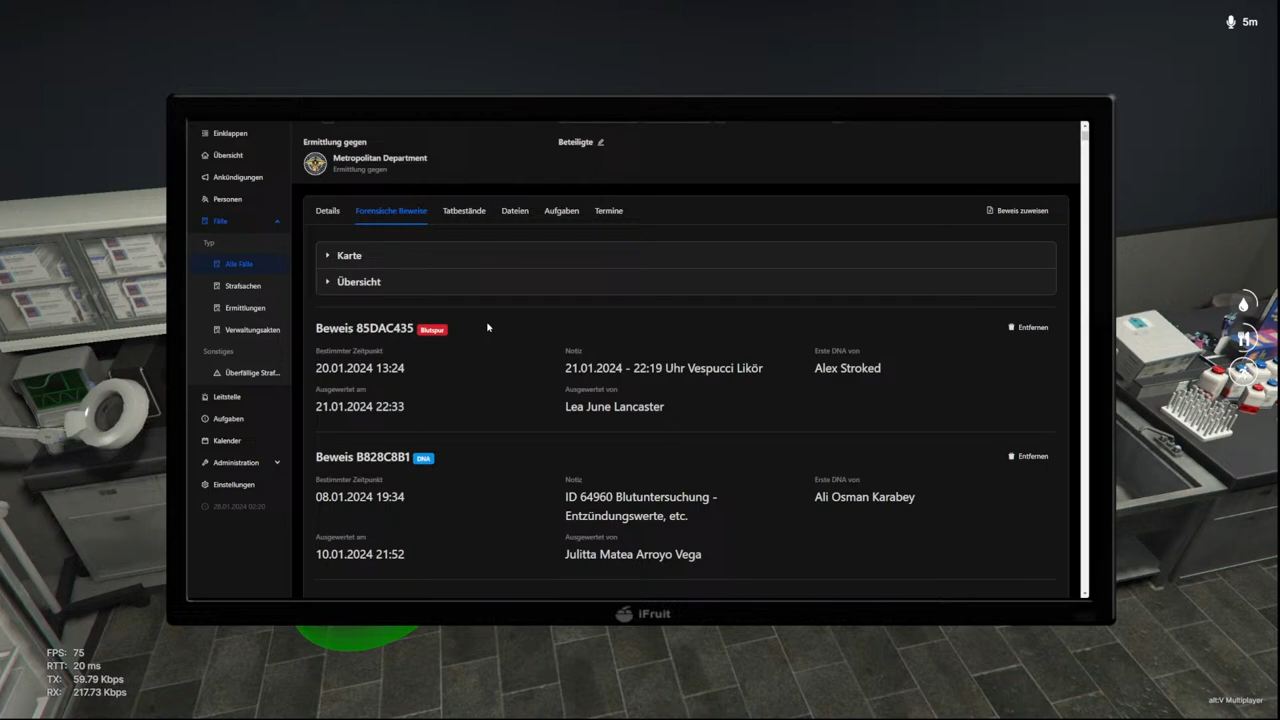 5m
Einklappen
Übersicht
Ankündigungen
Personen
Fälle
Typ
Alle Fälle
Strafsachen
Ermittlungen
Verwaltungsakten
Sonstiges
Überfällige Straf...
Leitstelle
Aufgaben
Kalender
Administration
Einstellungen
28.01.2024 02:20
Ermittlung gegen
Metropolitan Department
Ermittlung gegen
Beteiligte
Details Forensische Beweise Tatbestände Dateien Aufgaben Termine Beweis zuweisen
Karte
Übersicht
Beweis 85DAC435 Blutspur Entfernen
Bestimmter Zeitpunkt Notiz Erste DNA von
20.01.2024 13:24 21.01.2024 - 22:19 Uhr Vespucci Likör Alex Stroked
Ausgewertet am Ausgewertet von
21.01.2024 22:33 Lea June Lancaster
Beweis B828C8B1 DNA Entfernen
Bestimmter Zeitpunkt Notiz Erste DNA von
08.01.2024 19:34 ID 64960 Blutuntersuchung - Ali Osman Karabey
Entzündungswerte, etc.
Ausgewertet am Ausgewertet von
10.01.2024 21:52 Julitta Matea Arroyo Vega
iFruit
FPS: 75
RTT: 20 ms
TX: 59.79 Kbps
RX: 217.73 Kbps
alt:V Multiplayer